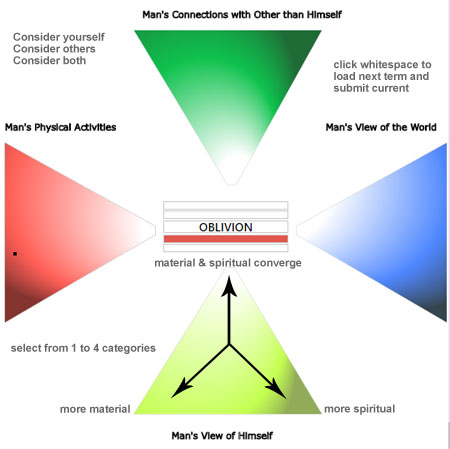 Man's Connections with Other than Himself
Consider yourself
Consider others
Consider both
click whitespace to
load next term and
submit current
Man's Physical Activities
Man's View of the World
OBLIVION
material & spiritual converge
select from 1 to 4 categories
more material
more spiritual
Man's View of Himself